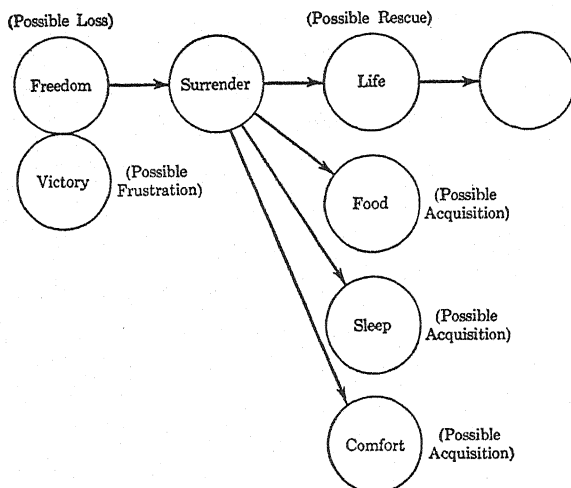 (Possible Loss)
(Possible Rescue)
Freedom
Surrender
Life
Victory
(Possible
Frustration)
Food
(Possible
Acquisition)
Sleep
(Possible
Acquisition)
Comfort
(Possible
Acquisition)